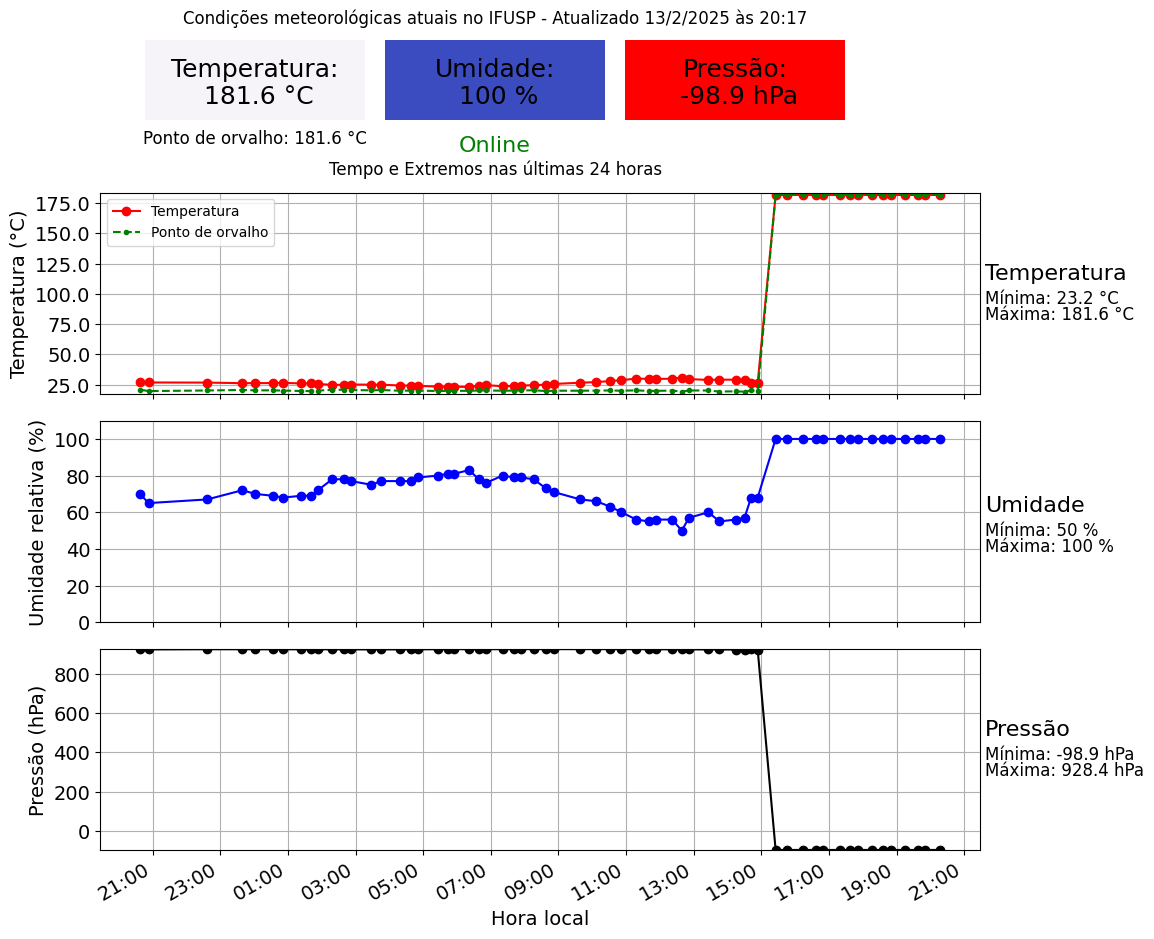 Condições meteorológicas atuais no IFUSP - Atualizado 13/2/2025 às 20:17
Temperatura:
181.6 °C
Umidade:
100 %
Pressão:
-98.9 hPa
Ponto de orvalho: 181.6 °C
Online
Tempo e Extremos nas últimas 24 horas
Temperatura (°C)
175.0
150.0
125.0
100.0
75.0
50.0
25.0
Temperatura
Ponto de orvalho
Temperatura
Mínima: 23.2 °C
Máxima: 181.6 °C
Umidade relativa (%)
100
80
60
40
20
0
Umidade
Mínima: 50 %
Máxima: 100 %
Pressão (hPa)
800
600
400
200
0
Pressão
Mínima: -98.9 hPa
Máxima: 928.4 hPa
21:00 23:00 01:00 03:00 05:00 07:00 09:00 11:00 13:00 15:00 17:00 19:00 21:00
Hora local